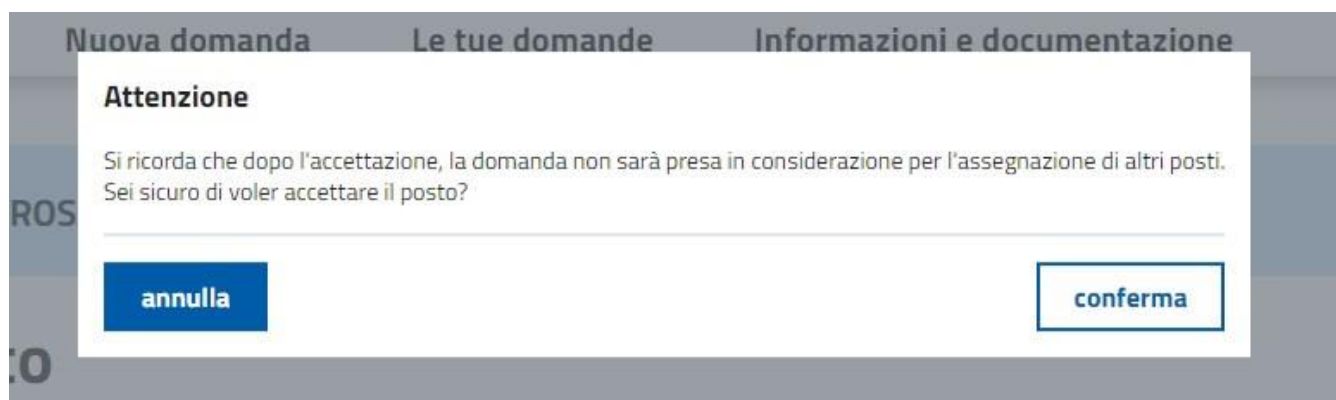 Nuova domanda Le tue domande Informazioni e documentazione
Attenzione
Si ricorda che dopo l'accettazione, la domanda non sarà presa in considerazione per l'assegnazione di altri posti.
Sei sicuro di voler accettare il posto?
ROS
annulla conferma